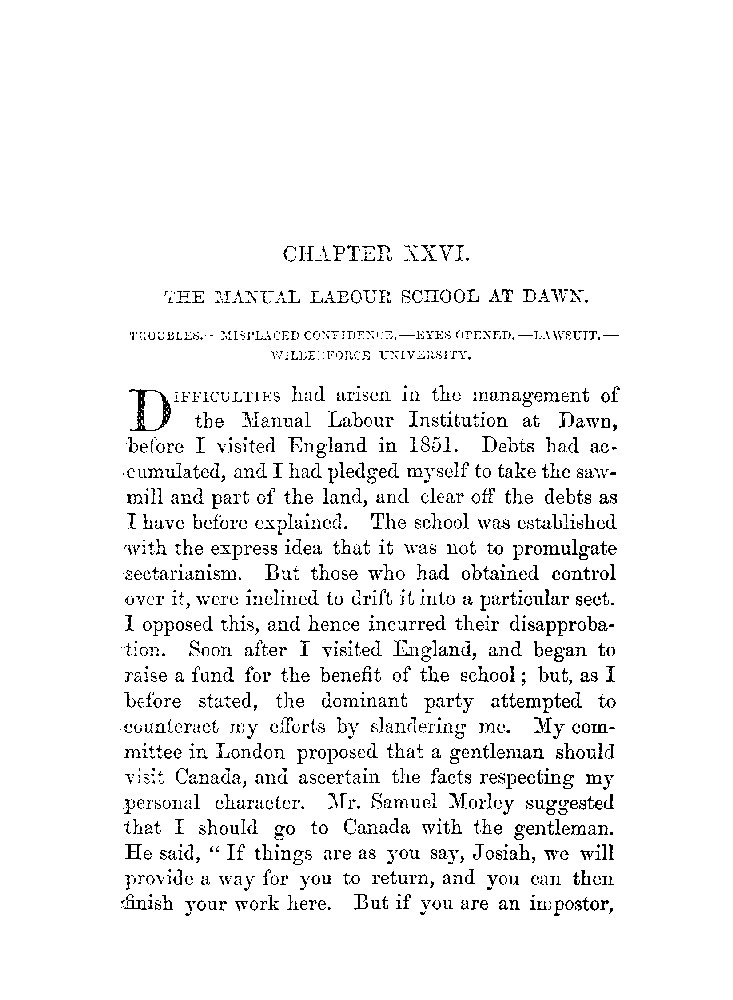 CHAPTER XXVI.
THE MANUAL LABOUR SCHOOL AT DAWN.
TROUBLES.—MISPLACED CONFIDENCE.—EYES OPENED.—LAWSUIT.—
WILBERFORCE UNIVERSITY.
DIFFICULTIES had arisen in the management of
the Manual Labour Institution at Dawn,
before I visited England in 1851. Debts had ac-
cumulated, and I had pledged myself to take the saw-
mill and part of the land, and clear off the debts as
I have before explained. The school was established
with the express idea that it was not to promulgate
sectarianism. But those who had obtained control
over it, were inclined to drift it into a particular sect.
I opposed this, and hence incurred their disapproba-
tion. Soon after I visited England, and began to
raise a fund for the benefit of the school; but, as I
before stated, the dominant party attempted to
counteract my efforts by slandering me. My com-
mittee in London proposed that a gentleman should
visit Canada, and ascertain the facts respecting my
personal character. Mr. Samuel Morley suggested
that I should go to Canada with the gentleman.
He said, “If things are as you say, Josiah, we will
provide a way for you to return, and you can then
finish your work here. But if you are an impostor,